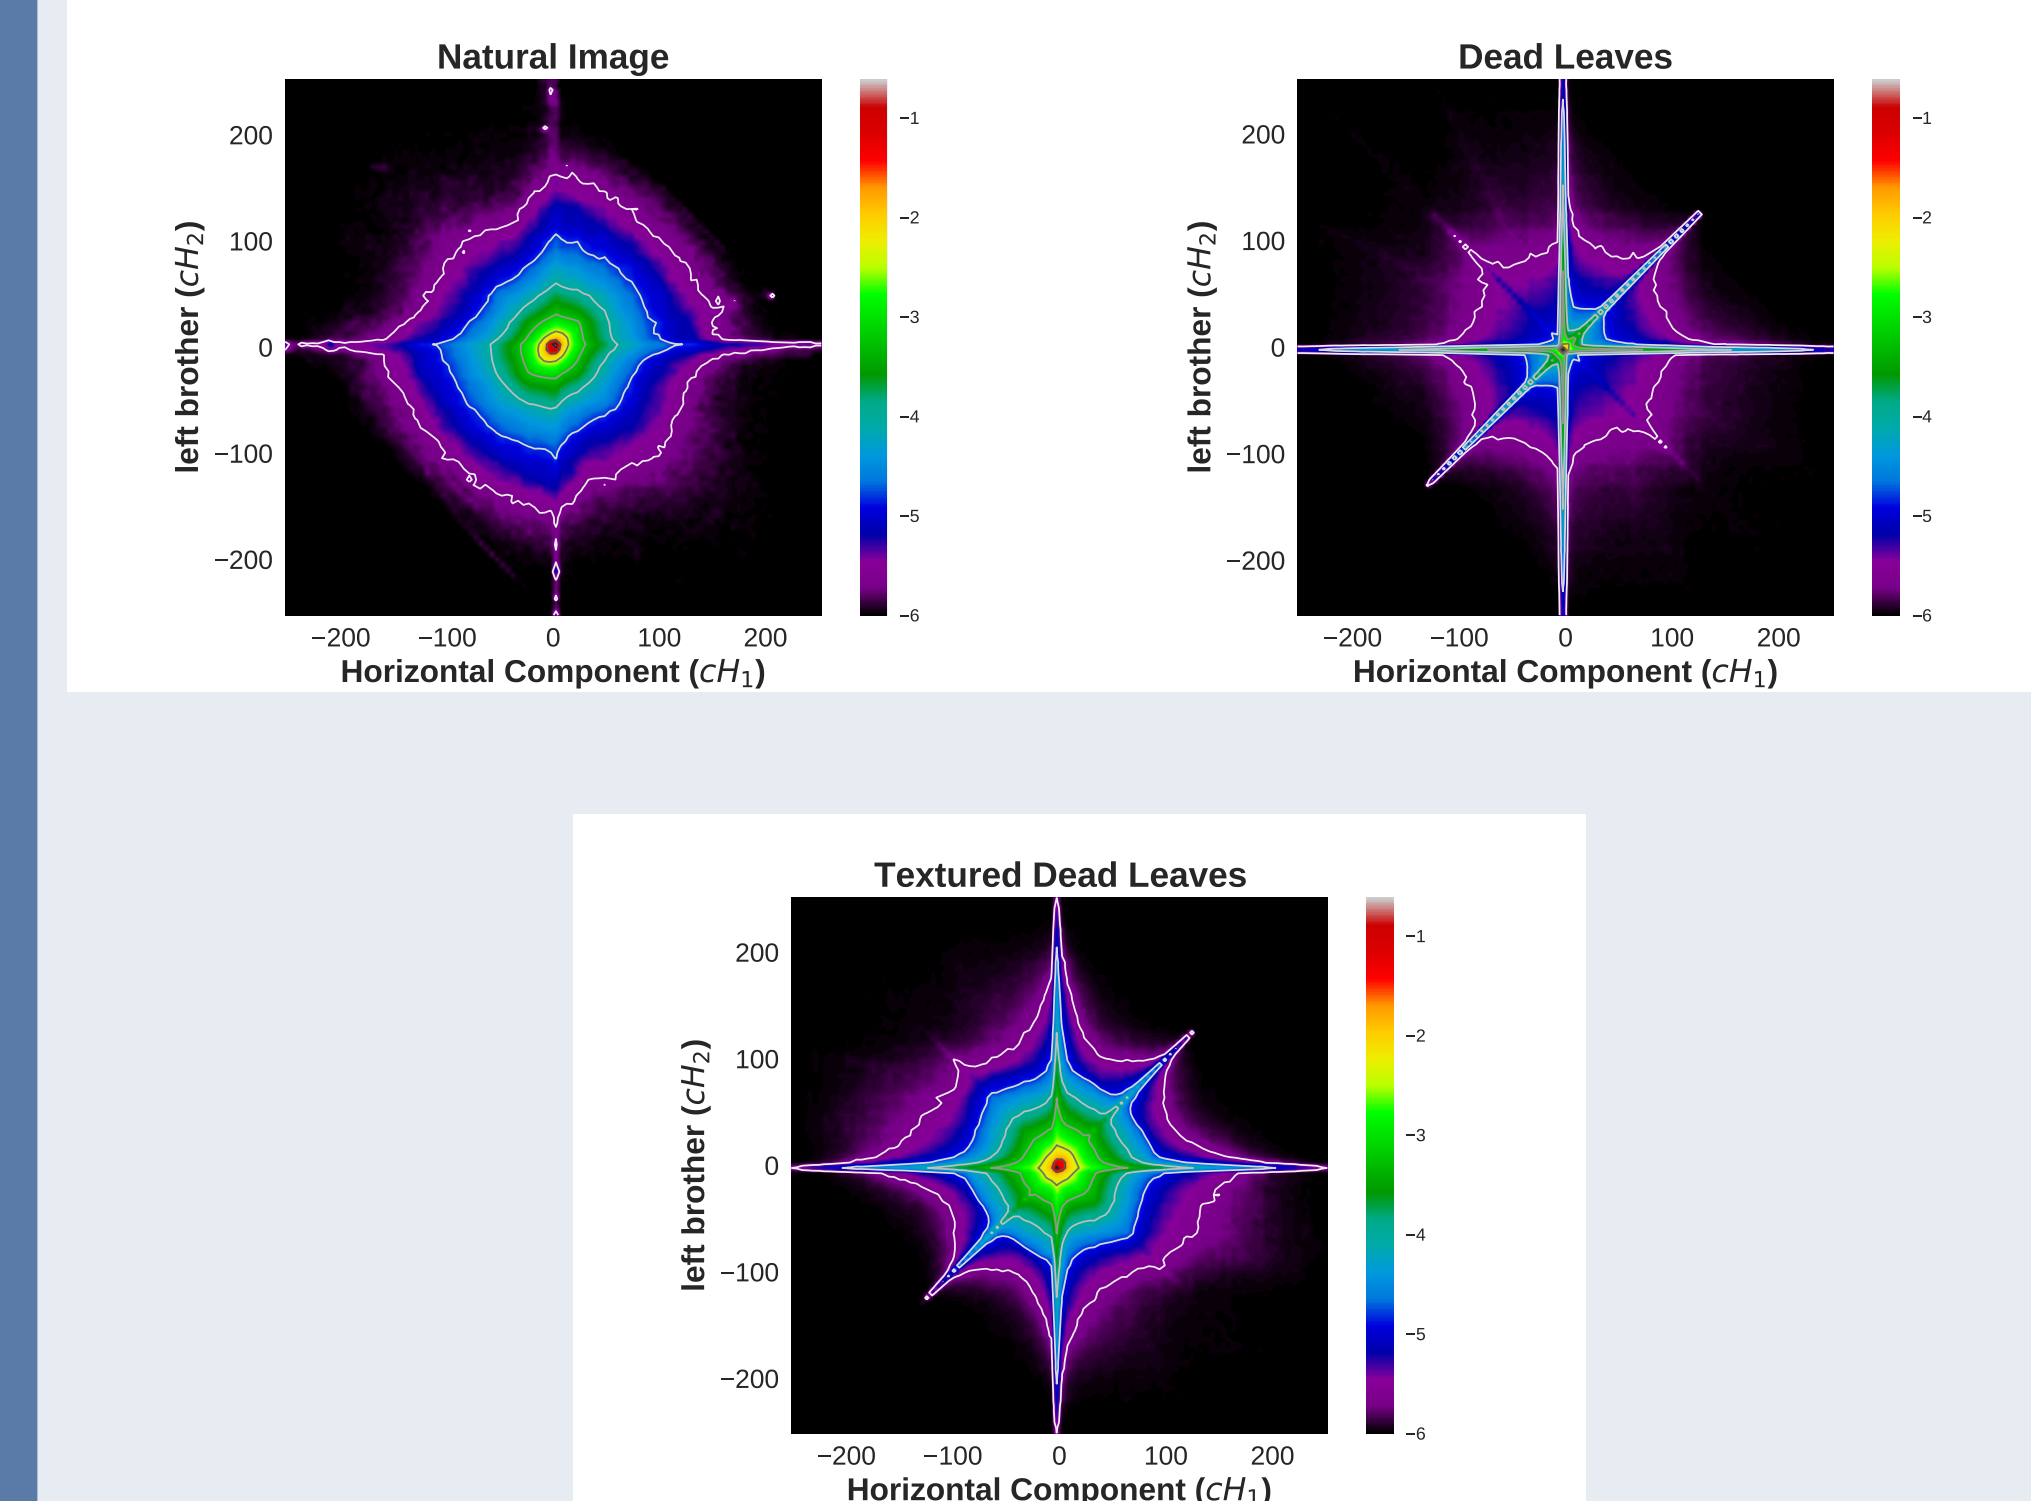 Natural Image
200
100
0
−100
−200
left brother (cH₂)
−200 −100 0 100 200
Horizontal Component (cH₁)
−1
−2
−3
−4
−5
−6
Dead Leaves
200
100
0
−100
−200
left brother (cH₂)
−200 −100 0 100 200
Horizontal Component (cH₁)
−1
−2
−3
−4
−5
−6
Textured Dead Leaves
200
100
0
−100
−200
left brother (cH₂)
−200 −100 0 100 200
Horizontal Component (cH₁)
−1
−2
−3
−4
−5
−6